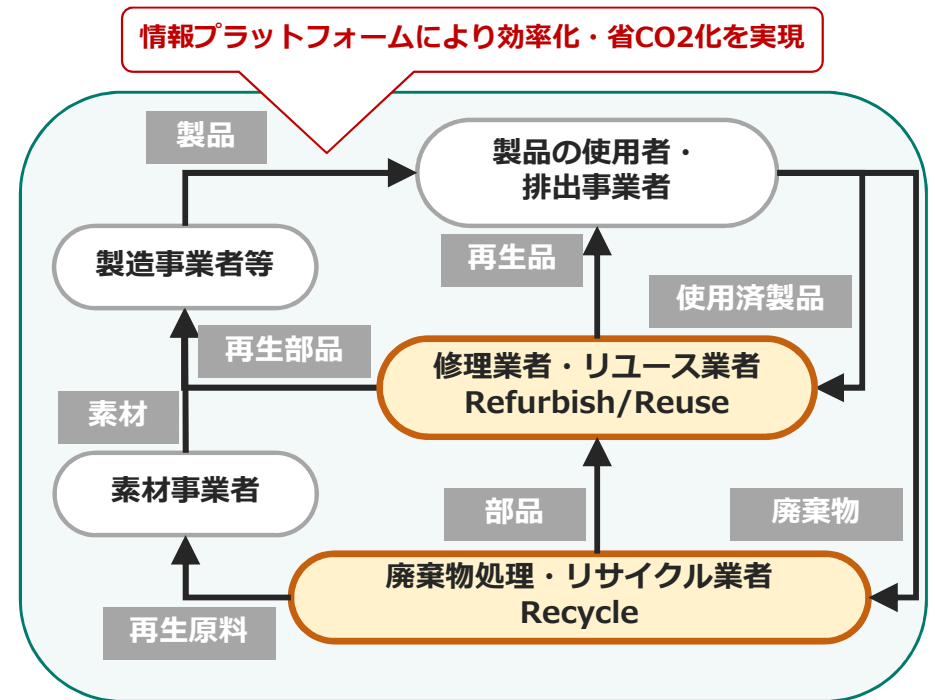 情報プラットフォームにより効率化・省CO2化を実現
製品
製品の使用者・
排出事業者
製造事業者等
再生品
使用済製品
再生部品
修理業者・リユース業者
Refurbish/Reuse
素材
素材事業者
部品
廃棄物
廃棄物処理・リサイクル業者
Recycle
再生原料